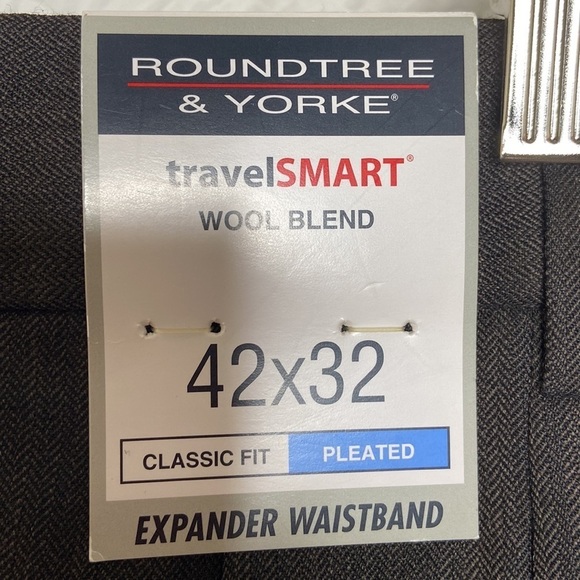 ROUNDTREE
& YORKE®
travelSMART®
WOOL BLEND
42x32
CLASSIC FIT PLEATED
EXPANDER WAISTBAND